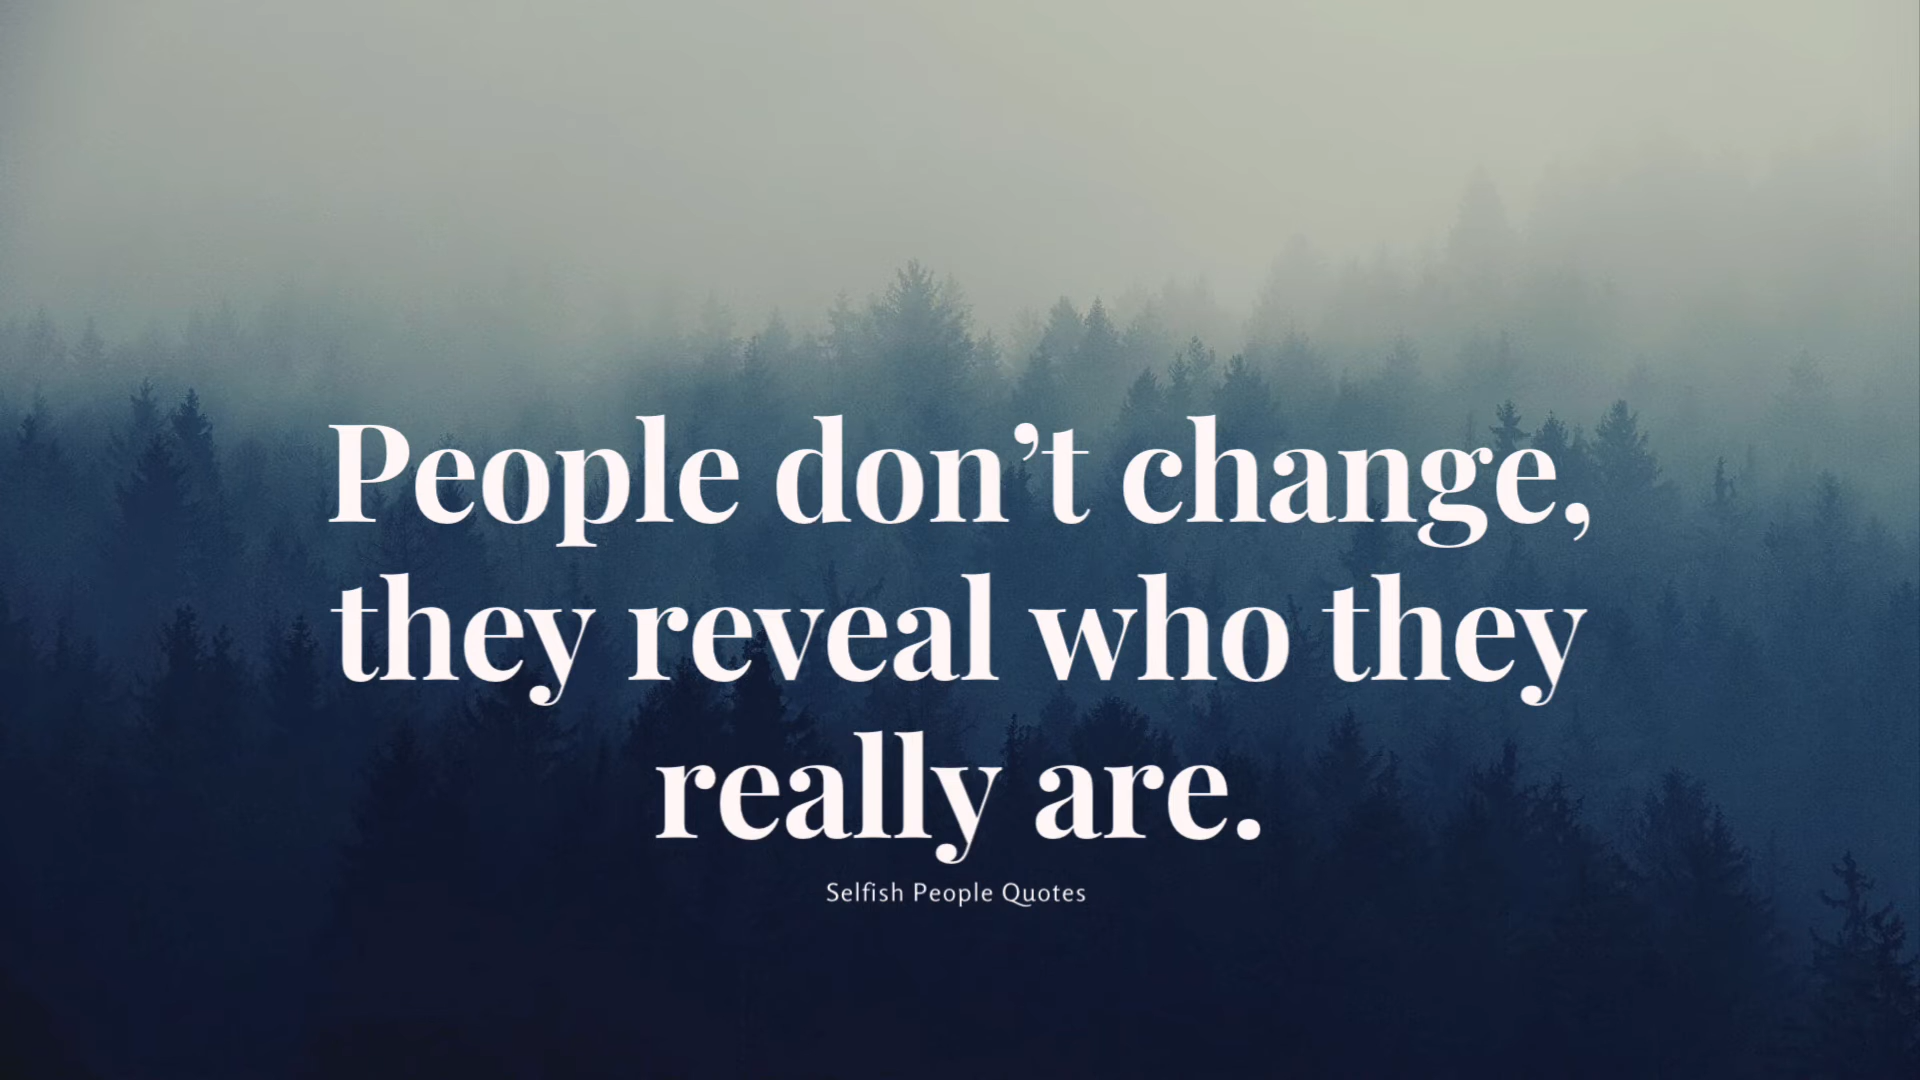 People don’t change,
they reveal who they
really are.
Selfish People Quotes